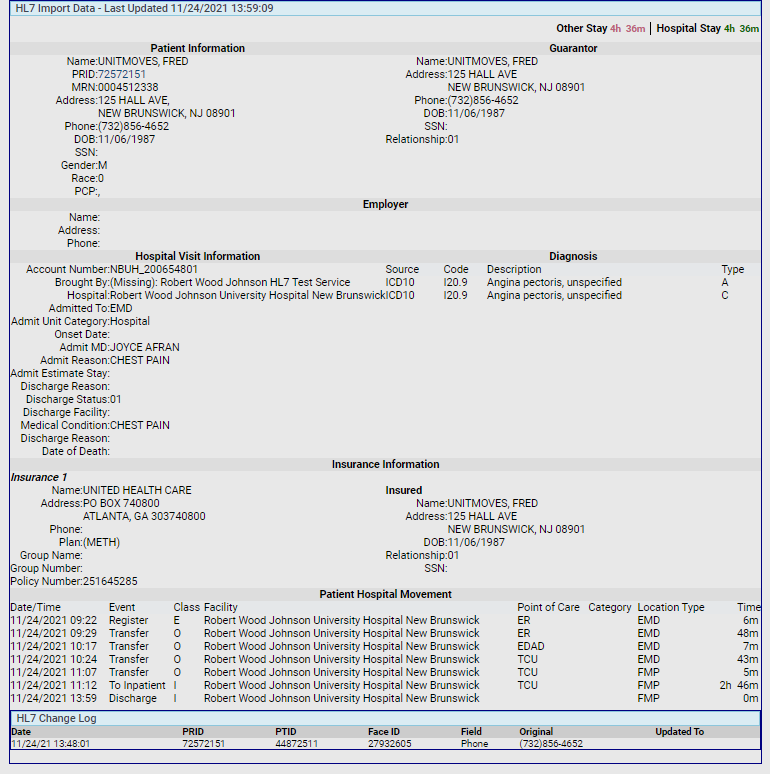 HL7 Import Data - Last Updated 11/24/2021 13:59:09
Other Stay 4h 36m | Hospital Stay 4h 36m
Patient Information
Name:UNITMOVES, FRED
PRID:72572151
MRN:0004512338
Address:125 HALL AVE,
NEW BRUNSWICK, NJ 08901
Phone:(732)856-4652
DOB:11/06/1987
SSN:
Gender:M
Race:0
PCP:,
Guarantor
Name:UNITMOVES, FRED
Address:125 HALL AVE
NEW BRUNSWICK, NJ 08901
Phone:(732)856-4652
DOB:11/06/1987
SSN:
Relationship:01
Employer
Name:
Address:
Phone:
Hospital Visit Information
Account Number:NBUH_200654801
Brought By:(Missing): Robert Wood Johnson HL7 Test Service
Hospital:Robert Wood Johnson University Hospital New Brunswick
Admitted To:EMD
Admit Unit Category:Hospital
Onset Date:
Admit MD:JOYCE AFRAN
Admit Reason:CHEST PAIN
Admit Estimate Stay:
Discharge Reason:
Discharge Status:01
Discharge Facility:
Medical Condition:CHEST PAIN
Discharge Reason:
Date of Death:
Diagnosis
Source Code Description Type
ICD10 I20.9 Angina pectoris, unspecified A
ICD10 I20.9 Angina pectoris, unspecified C
Insurance Information
Insurance 1
Name:UNITED HEALTH CARE
Address:PO BOX 740800
ATLANTA, GA 303740800
Phone:
Plan:(METH)
Group Name:
Group Number:
Policy Number:251645285
Insured
Name:UNITMOVES, FRED
Address:125 HALL AVE
NEW BRUNSWICK, NJ 08901
DOB:11/06/1987
Relationship:01
SSN:
Patient Hospital Movement
Date/Time Event Class Facility Point of Care Category Location Type Time
11/24/2021 09:22 Register E Robert Wood Johnson University Hospital New Brunswick ER EMD 6m
11/24/2021 09:29 Transfer O Robert Wood Johnson University Hospital New Brunswick ER EMD 48m
11/24/2021 10:17 Transfer O Robert Wood Johnson University Hospital New Brunswick EDAD EMD 7m
11/24/2021 10:24 Transfer O Robert Wood Johnson University Hospital New Brunswick TCU EMD 43m
11/24/2021 11:07 Transfer O Robert Wood Johnson University Hospital New Brunswick TCU FMP 5m
11/24/2021 11:12 To Inpatient I Robert Wood Johnson University Hospital New Brunswick TCU FMP 2h 46m
11/24/2021 13:59 Discharge I Robert Wood Johnson University Hospital New Brunswick FMP 0m
HL7 Change Log
Date PRID PTID Face ID Field Original Updated To
11/24/21 13:48:01 72572151 44872511 27932605 Phone (732)856-4652